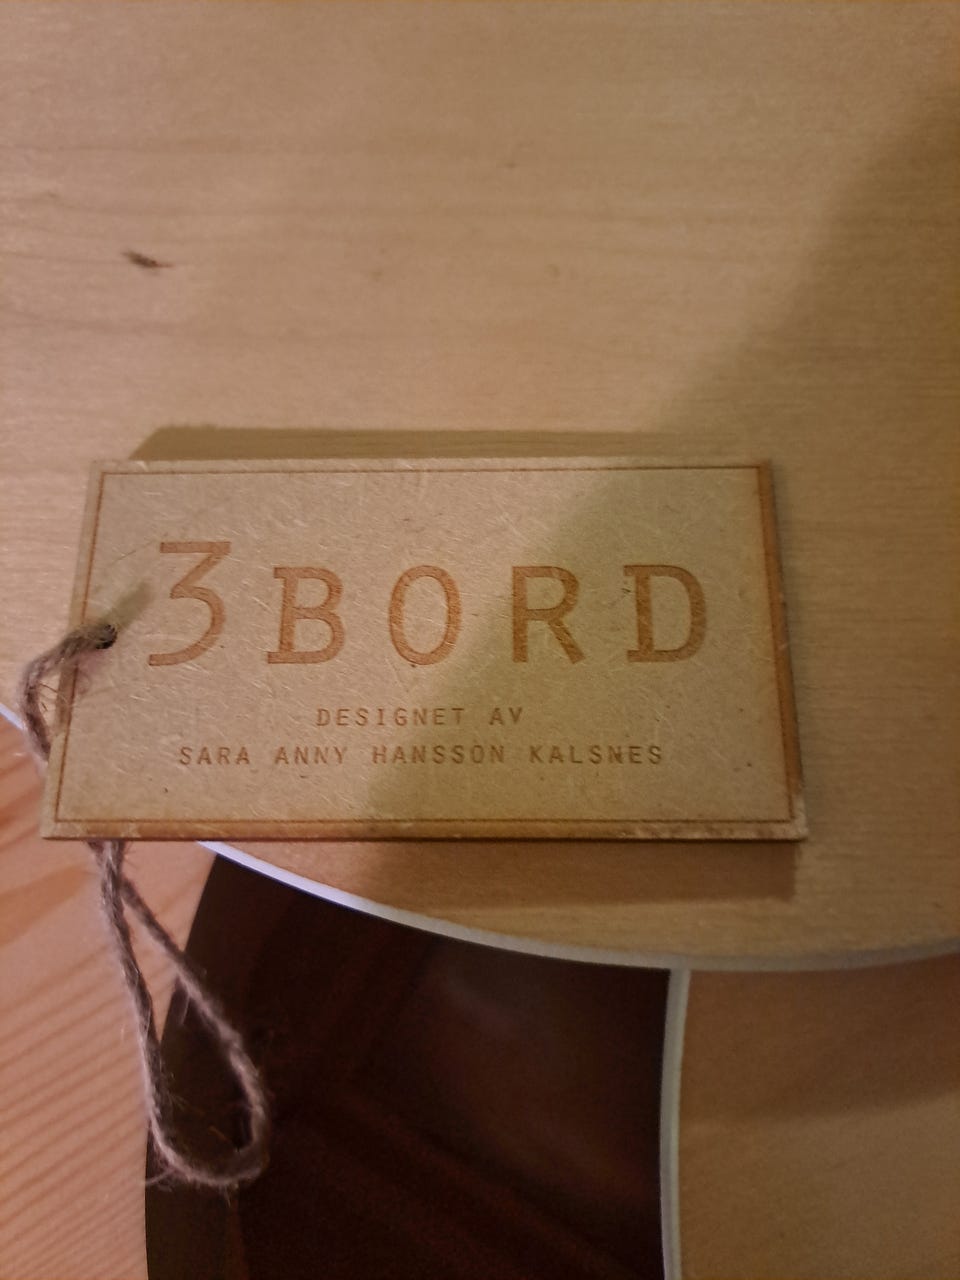 3BORD
DESIGNET AV
SARA ANNY HANSSON KALSNES